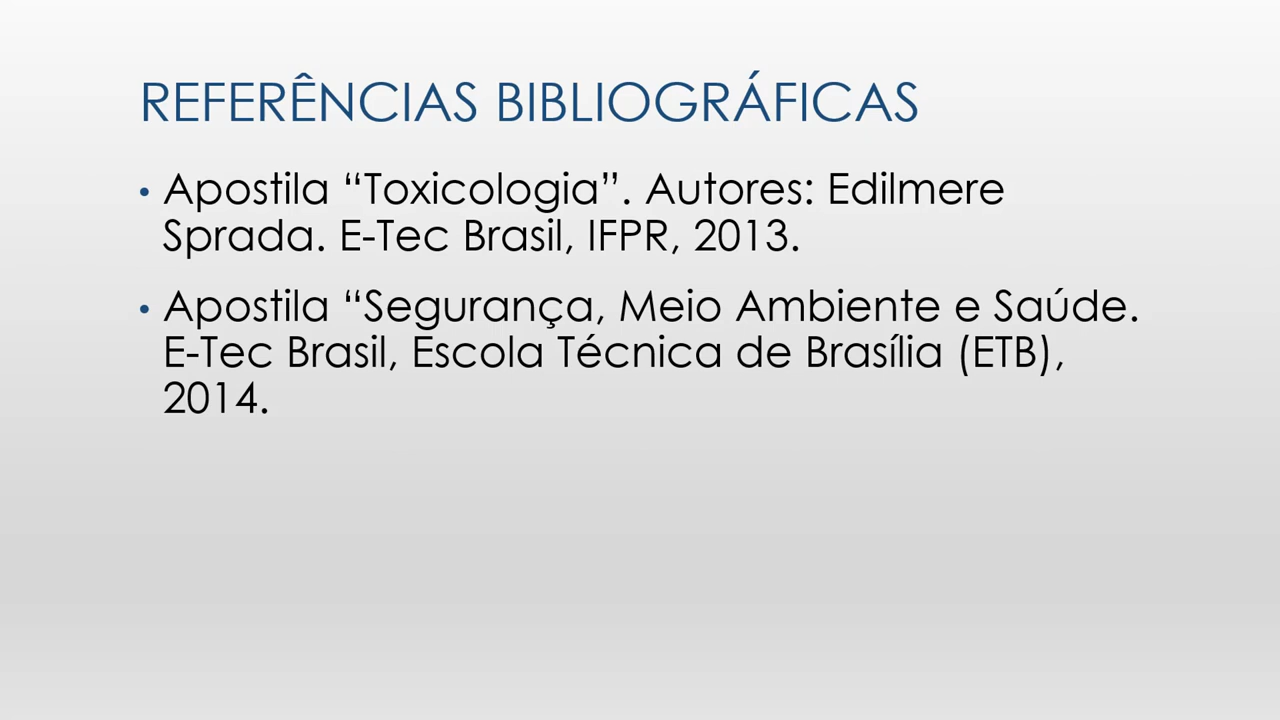 REFERÊNCIAS BIBLIOGRÁFICAS
• Apostila “Toxicologia”. Autores: Edilmere
Sprada. E-Tec Brasil, IFPR, 2013.
• Apostila “Segurança, Meio Ambiente e Saúde.
E-Tec Brasil, Escola Técnica de Brasília (ETB),
2014.